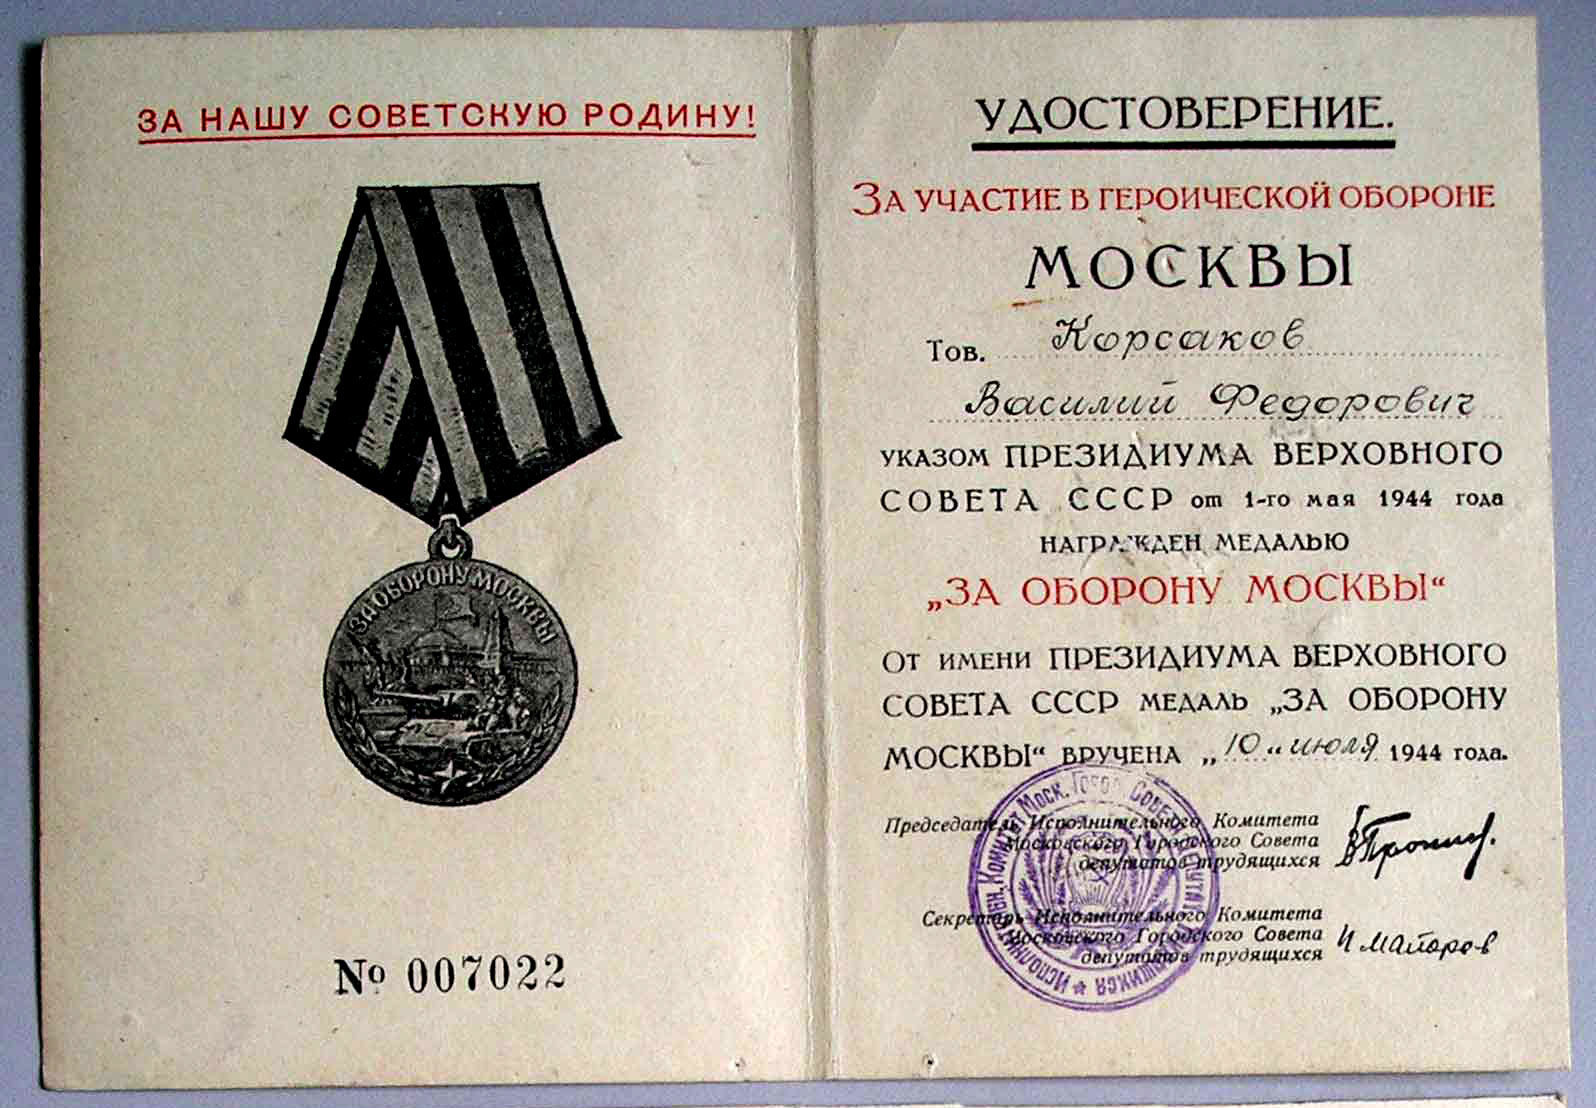 ЗА НАШУ СОВЕТСКУЮ РОДИНУ!
ЗА ОБОРОНУ МОСКВЫ
№ 007022
УДОСТОВЕРЕНИЕ.
ЗА УЧАСТИЕ В ГЕРОИЧЕСКОЙ ОБОРОНЕ
МОСКВЫ
Тов. Корсаков
Василий Федорович
УКАЗОМ ПРЕЗИДИУМА ВЕРХОВНОГО
СОВЕТА СССР от 1-го мая 1944 года
НАГРАЖДЕН МЕДАЛЬЮ
„ЗА ОБОРОНУ МОСКВЫ“
ОТ ИМЕНИ ПРЕЗИДИУМА ВЕРХОВНОГО
СОВЕТА СССР МЕДАЛЬ „ЗА ОБОРОНУ
МОСКВЫ“ ВРУЧЕНА „10“ июля 1944 года.
Председатель Исполнительного Комитета
Московского Городского Совета
депутатов трудящихся
В Пронин.
Секретарь Исполнительного Комитета
Московского Городского Совета
депутатов трудящихся
И Майоров